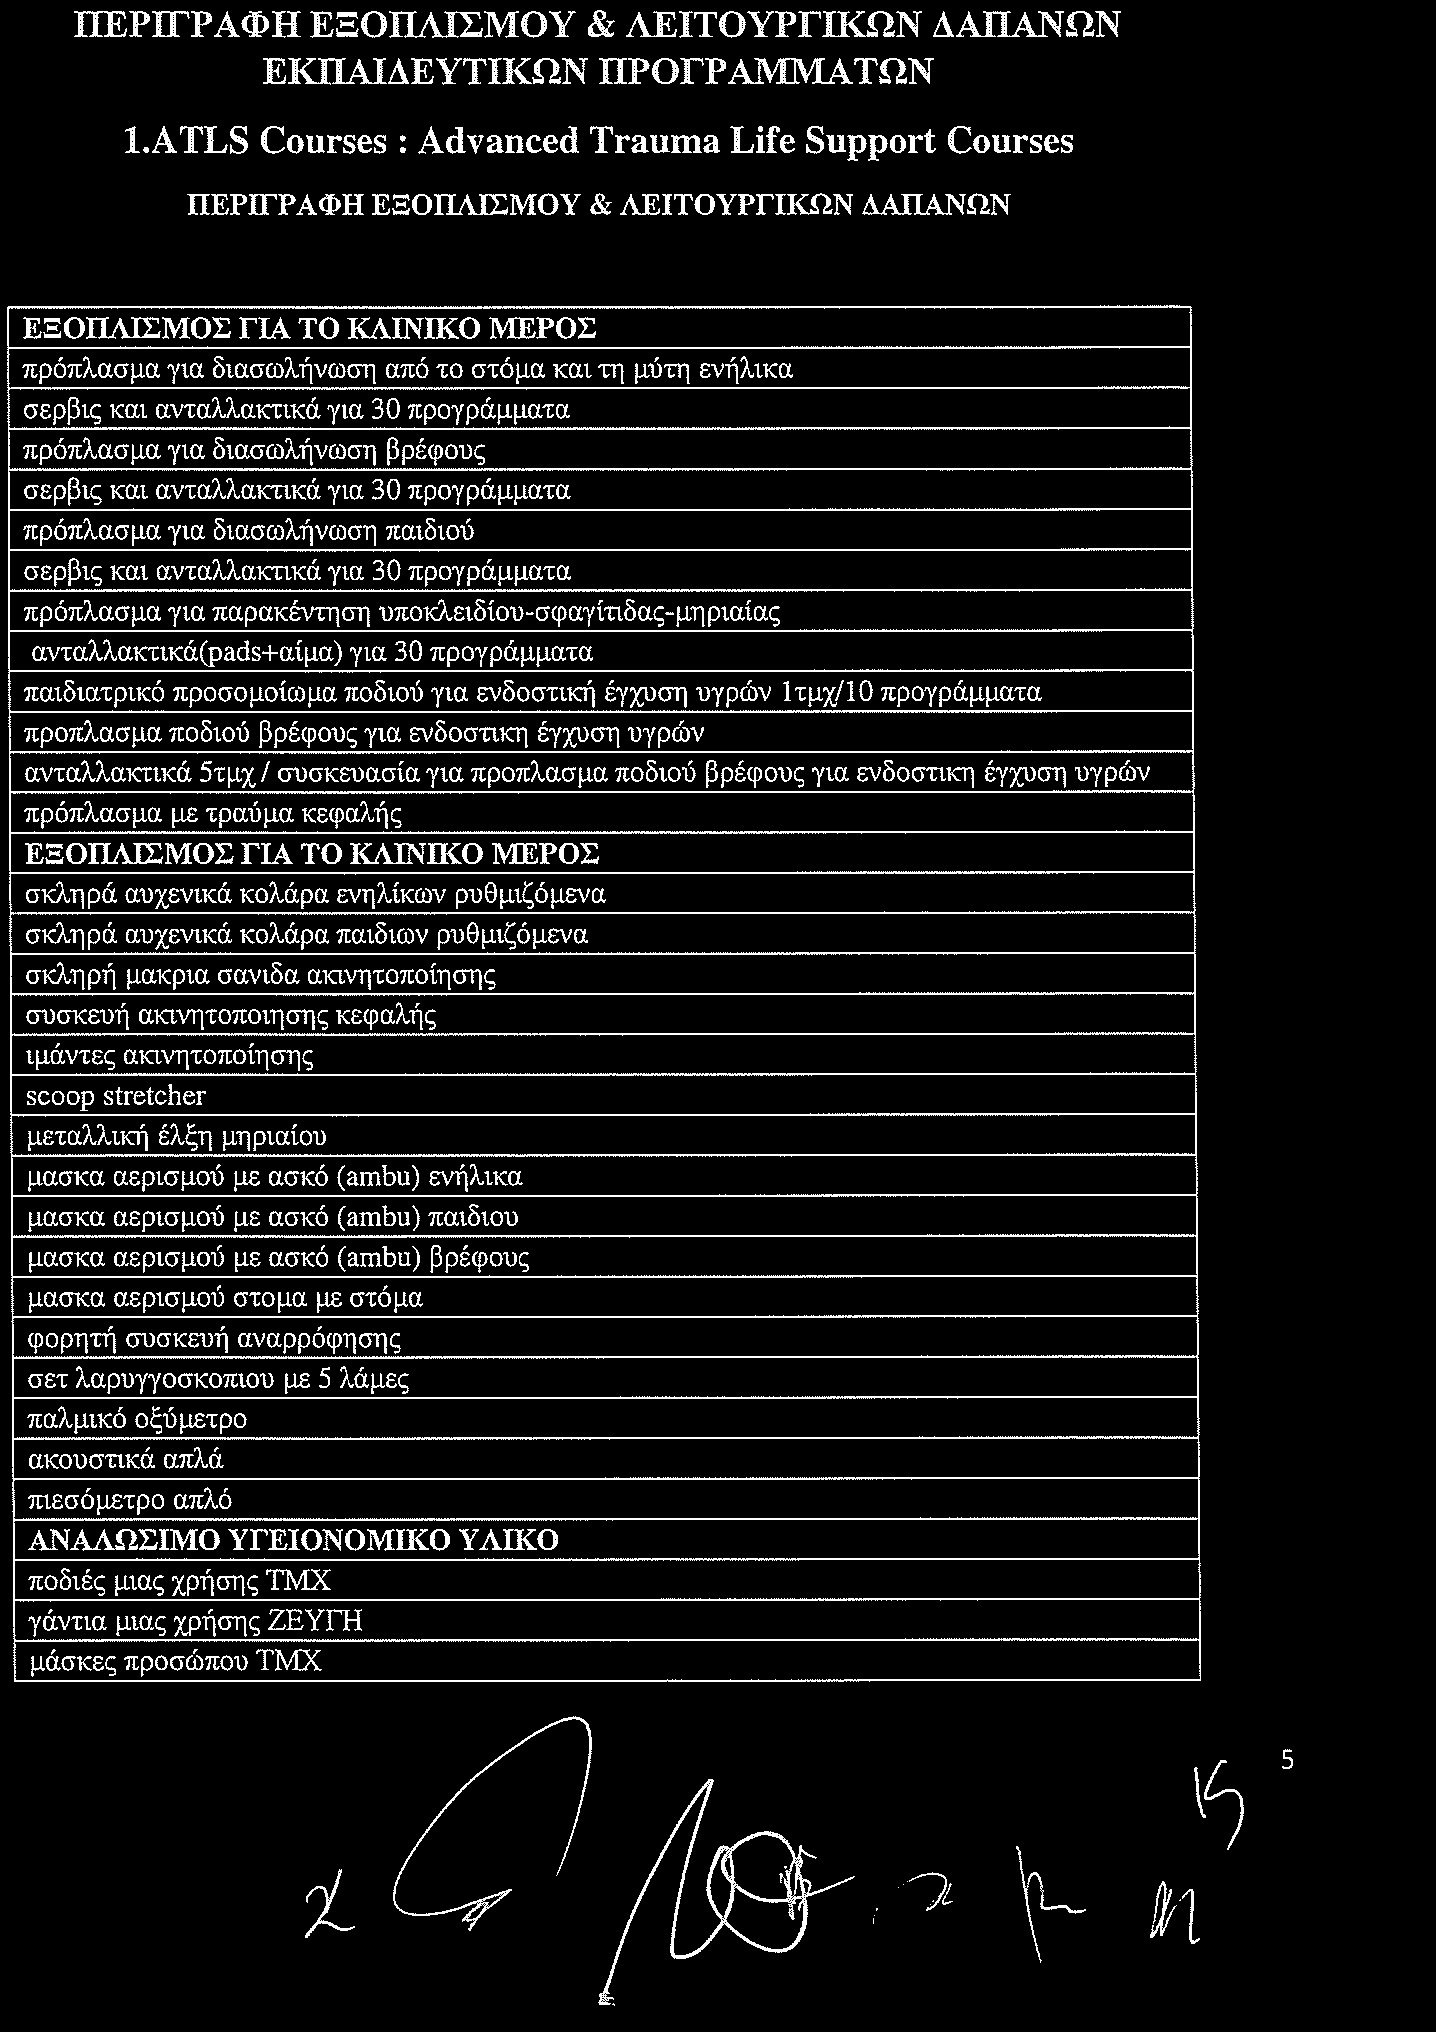 ΠΕΡΙΓΡΑΦΗ ΕΞΟΠΛΙΣΜΟΥ & ΛΕΙΤΟΥΡΓΙΚΩΝ ΔΑΠΑΝΩΝ
ΕΚΠΑΙΔΕΥΤΙΚΩΝ ΠΡΟΓΡΑΜΜΑΤΩΝ
1.ATLS Courses : Advanced Trauma Life Support Courses
ΠΕΡΙΓΡΑΦΗ ΕΞΟΠΛΙΣΜΟΥ & ΛΕΙΤΟΥΡΓΙΚΩΝ ΔΑΠΑΝΩΝ
ΕΞΟΠΛΙΣΜΟΣ ΓΙΑ ΤΟ ΚΛΙΝΙΚΟ ΜΕΡΟΣ
πρόπλασμα για διασωλήνωση από το στόμα και τη μύτη ενήλικα
σερβις και ανταλλακτικά για 30 προγράμματα
πρόπλασμα για διασωλήνωση βρέφους
σερβις και ανταλλακτικά για 30 προγράμματα
πρόπλασμα για διασωλήνωση παιδιού
σερβις και ανταλλακτικά για 30 προγράμματα
πρόπλασμα για παρακέντηση υποκλειδίου-σφαγίτιδας-μηριαίας
ανταλλακτικά(pads+αίμα) για 30 προγράμματα
παιδιατρικό προσομοίωμα ποδιού για ενδοστική έγχυση υγρών 1τμχ/10 προγράμματα
προπλασμα ποδιού βρέφους για ενδοστικη έγχυση υγρών
ανταλλακτικά 5τμχ / συσκευασία για προπλασμα ποδιού βρέφους για ενδοστικη έγχυση υγρών
πρόπλασμα με τραύμα κεφαλής
ΕΞΟΠΛΙΣΜΟΣ ΓΙΑ ΤΟ ΚΛΙΝΙΚΟ ΜΕΡΟΣ
σκληρά αυχενικά κολάρα ενηλίκων ρυθμιζόμενα
σκληρά αυχενικά κολάρα παιδιων ρυθμιζόμενα
σκληρή μακρια σανιδα ακινητοποίησης
συσκευή ακινητοποιησης κεφαλής
ιμάντες ακινητοποίησης
scoop stretcher
μεταλλική έλξη μηριαίου
μασκα αερισμού με ασκό (ambu) ενήλικα
μασκα αερισμού με ασκό (ambu) παιδιου
μασκα αερισμού με ασκό (ambu) βρέφους
μασκα αερισμού στομα με στόμα
φορητή συσκευή αναρρόφησης
σετ λαρυγγοσκοπιου με 5 λάμες
παλμικό οξύμετρο
ακουστικά απλά
πιεσόμετρο απλό
ΑΝΑΛΩΣΙΜΟ ΥΓΕΙΟΝΟΜΙΚΟ ΥΛΙΚΟ
ποδιές μιας χρήσης ΤΜΧ
γάντια μιας χρήσης ΖΕΥΓΗ
μάσκες προσώπου ΤΜΧ
5